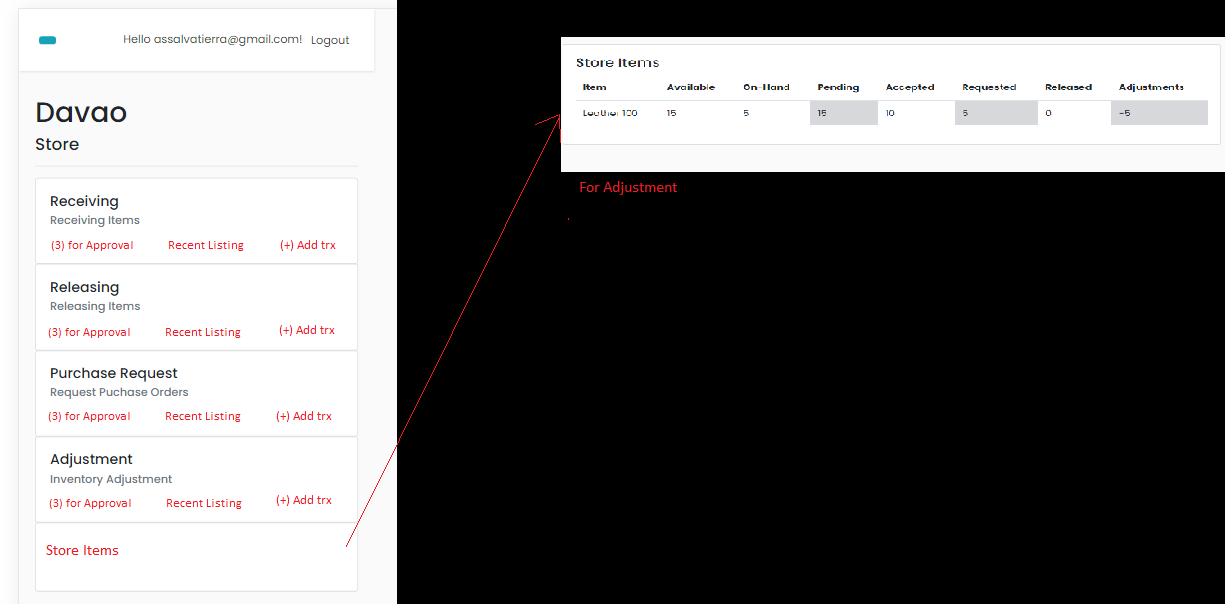 Hello assalvatierra@gmail.com! Logout
Davao
Store
Receiving
Receiving Items
(3) for Approval Recent Listing (+) Add trx
Releasing
Releasing Items
(3) for Approval Recent Listing (+) Add trx
Purchase Request
Request Puchase Orders
(3) for Approval Recent Listing (+) Add trx
Adjustment
Inventory Adjustment
(3) for Approval Recent Listing (+) Add trx
Store Items
Store Items
Item Available On-Hand Pending Accepted Requested Released Adjustments
Leather 100 15 5 15 10 5 0 -5
For Adjustment